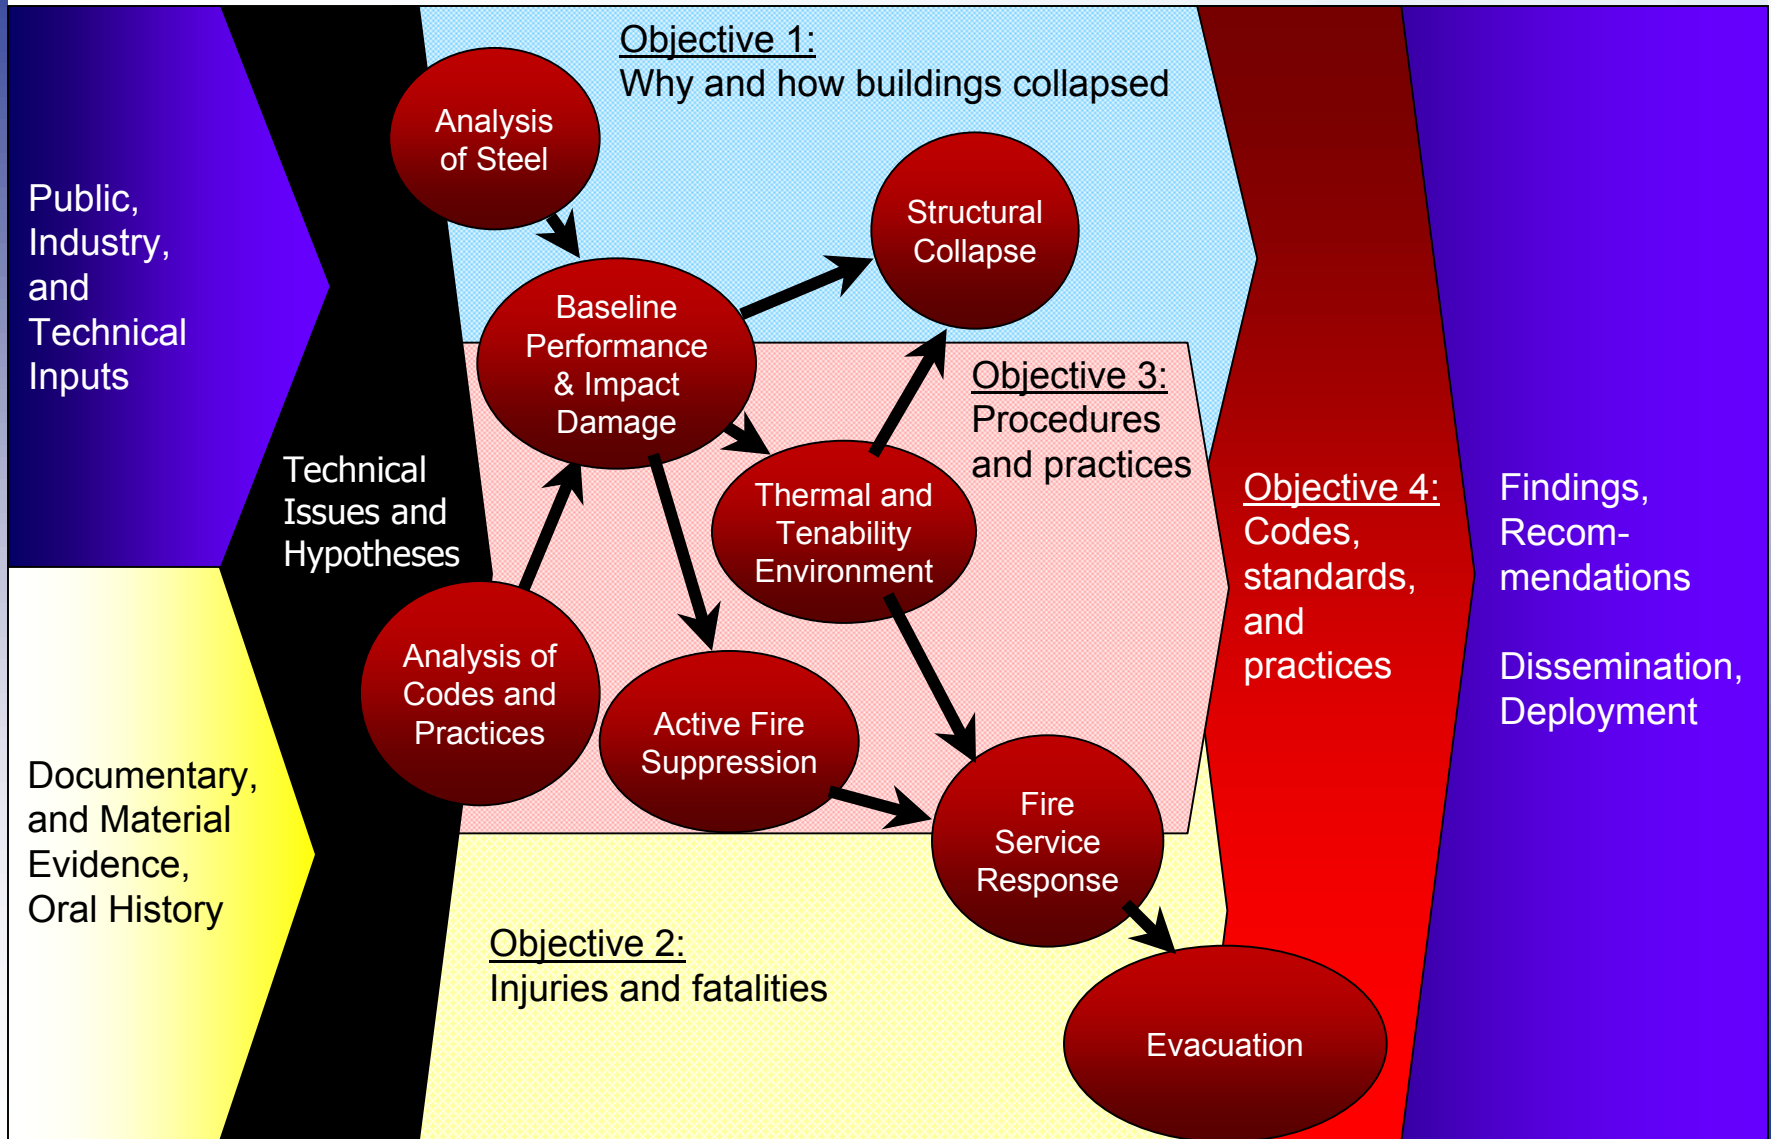 Public,
Industry,
and
Technical
Inputs
Documentary,
and Material
Evidence,
Oral History
Technical
Issues and
Hypotheses
Objective 1:
Why and how buildings collapsed
Analysis
of Steel
Structural
Collapse
Baseline
Performance
& Impact
Damage
Objective 3:
Procedures
and practices
Thermal and
Tenability
Environment
Analysis of
Codes and
Practices
Active Fire
Suppression
Fire
Service
Response
Objective 2:
Injuries and fatalities
Evacuation
Objective 4:
Codes,
standards,
and
practices
Findings,
Recom-
mendations
Dissemination,
Deployment